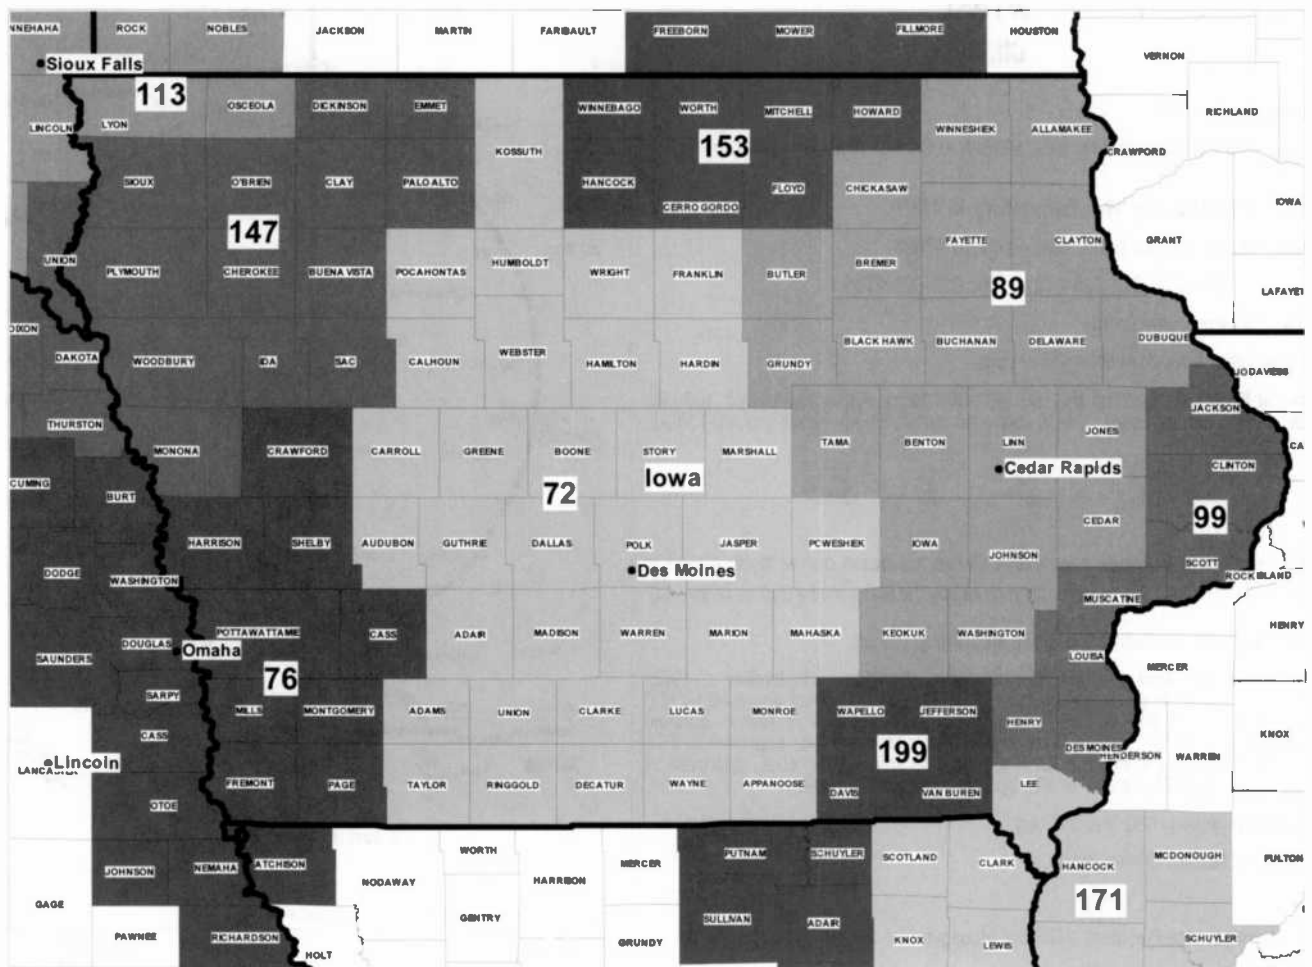 NNEHAHA ROCK NOBLES JACKSON MARTIN FARIBAULT FREEBORN MOWER FILLMORE HOUSTON
VERNON
Sioux Falls
113
OSCEOLA DICKINSON EMMET WINNEBAGO WORTH MITCHELL HOWARD RICHLAND
LINCOLN LYON WINNESHIEK ALLAMAKEE
KOSSUTH 153 CRAWFORD
SIOUX O'BRIEN CLAY PALO ALTO HANCOCK FLOYD CHICKASAW
CERRO GORDO IOWA
147 FAYETTE CLAYTON GRANT
UNION PLYMOUTH CHEROKEE BUENA VISTA POCAHONTAS HUMBOLDT WRIGHT FRANKLIN BUTLER BREMER
89 LAFAYET
DIXON
DAKOTA WOODBURY IDA SAC CALHOUN WEBSTER HAMILTON HARDIN GRUNDY BLACK HAWK BUCHANAN DELAWARE DUBUQUE
JO DAVIESS
JACKSON
THURSTON TAMA BENTON LINN JONES
MONONA CRAWFORD CARROLL GREENE BOONE STORY MARSHALL CA
Iowa Cedar Rapids CLINTON
CUMING BURT 72
99
HARRISON SHELBY AUDUBON GUTHRIE DALLAS POLK JASPER PCWESHIEK IOWA JOHNSON CEDAR
DODGE WASHINGTON Des Moines SCOTT ROCK ISLAND
MUSCATINE
DOUGLAS POTTAWATTAMIE CASS ADAIR MADISON WARREN MARION MAHASKA KEOKUK WASHINGTON HENRY
Omaha
SAUNDERS LOUISA MERCER
76
SARPY MILLS MONTGOMERY ADAMS UNION CLARKE LUCAS MONROE WAPELLO JEFFERSON HENRY
CASS KNOX
199 DES MOINES
LANCASTER Lincoln HENDERSON WARREN
FREMONT PAGE TAYLOR RINGGOLD DECATUR WAYNE APPANOOSE DAVIS VAN BUREN LEE
OTOE
JOHNSON NEMAHA ATCHISON WORTH MERCER PUTNAM SCHUYLER SCOTLAND CLARK HANCOCK MCDONOUGH FULTON
NODAWAY HARRISON
171
GAGE GENTRY SULLIVAN ADAIR
PAWNEE RICHARDSON HOLT GRUNDY KNOX LEWIS SCHUYLER